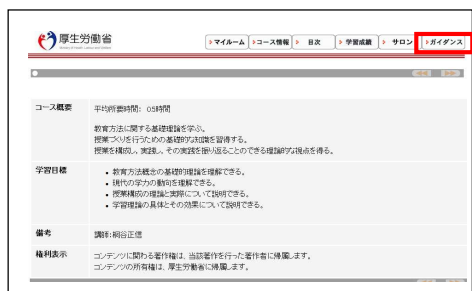 厚生労働省
マイルーム コース情報 目次 学習成績 サロン ガイダンス
コース概要
平均所要時間: 0.5時間
教育方法に関する基礎理論を学ぶ。
授業づくりを行うための基礎的な知識を習得する。
授業を構成し、実践し、その実践を振り返ることのできる理論的な視点を得る。
学習目標
• 教育方法概念の基礎的理論を理解できる。
• 現代の学力の動向を理解できる。
• 授業構成の理論と実際について説明できる。
• 学習理論の具体とその効果について説明できる。
備考
講師:桐谷正信
権利表示
コンテンツに関わる著作権は、当該著作を行った著作者に帰属します。
コンテンツの所有権は、厚生労働省に帰属します。